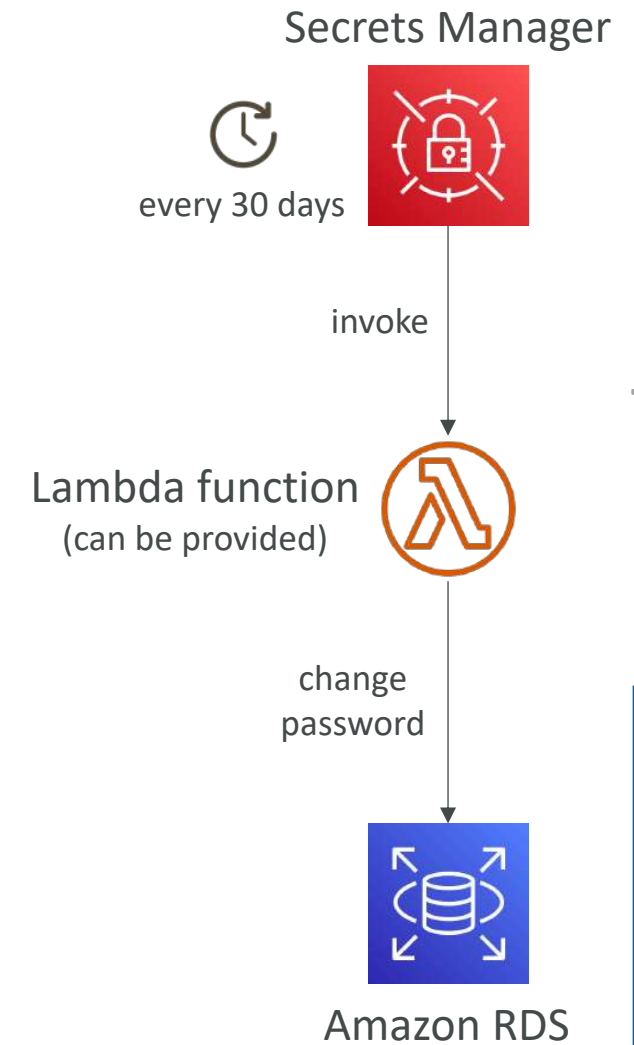 Secrets Manager
every 30 days
invoke
Lambda function
(can be provided)
change
password
Amazon RDS